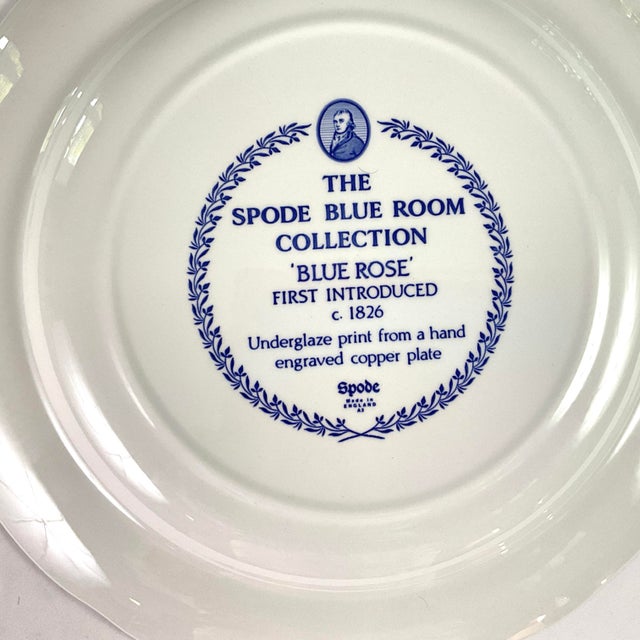 THE
SPODE BLUE ROOM
COLLECTION
'BLUE ROSE'
FIRST INTRODUCED
c. 1826
Underglaze print from a hand
engraved copper plate
Spode
Made in
ENGLAND
A3